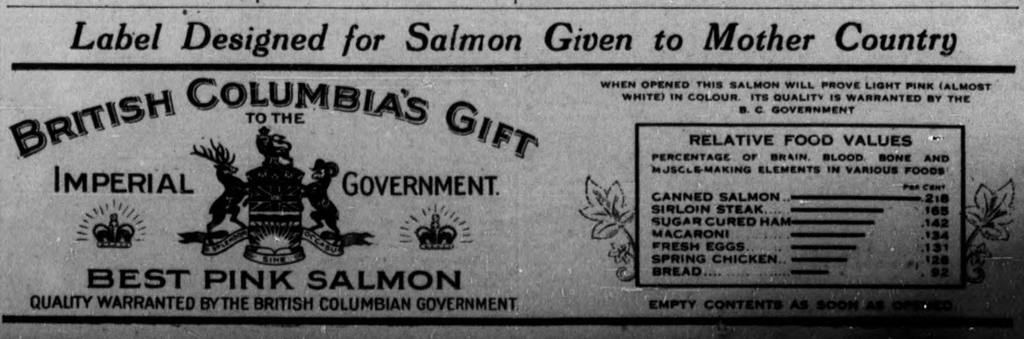 Label Designed for Salmon Given to Mother Country
BRITISH COLUMBIA'S GIFT
TO THE
IMPERIAL GOVERNMENT.
SPLENDOR SINE OCCASU
BEST PINK SALMON
QUALITY WARRANTED BY THE BRITISH COLUMBIAN GOVERNMENT
WHEN OPENED THIS SALMON WILL PROVE LIGHT PINK (ALMOST
WHITE) IN COLOUR. ITS QUALITY IS WARRANTED BY THE
B. C. GOVERNMENT
RELATIVE FOOD VALUES
PERCENTAGE OF BRAIN, BLOOD, BONE AND
MUSCLE-MAKING ELEMENTS IN VARIOUS FOODS
PER CENT
CANNED SALMON .. .218
SIRLOIN STEAK.... .165
SUGAR CURED HAM .142
MACARONI .134
FRESH EGGS..... .131
SPRING CHICKEN.. .128
BREAD.... .92
EMPTY CONTENTS AS SOON AS OPENED